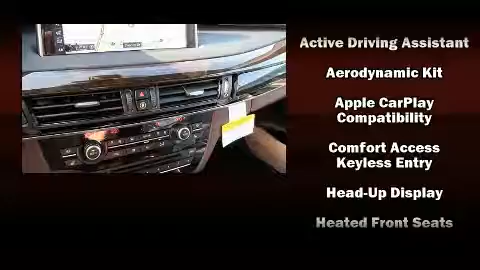 Active Driving Assistant
Aerodynamic Kit
Apple CarPlay
Compatibility
Comfort Access
Keyless Entry
Head-Up Display
Heated Front Seats